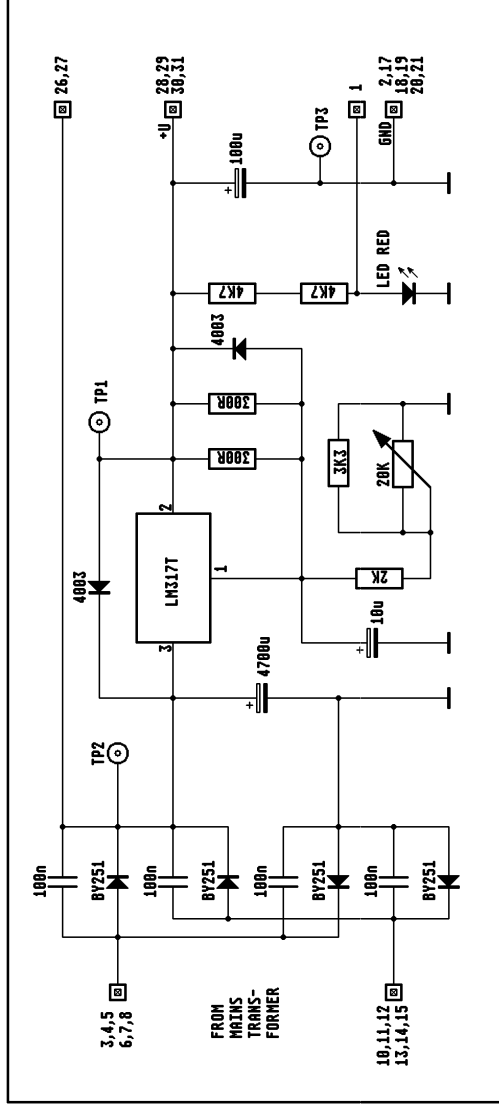 26,27
28,29
30,31
+U
1
2,17
18,19
20,21
GND
TP3
100u
+
LED RED
4K7
4K7
4003
300R
300R
TP1
3K3
20K
2
LM317T
1
3
4003
2K
10u
+
4700u
+
TP2
100n
BY251
100n
BY251
100n
BY251
100n
BY251
3,4,5
6,7,8
FROM
MAINS
TRANS-
FORMER
10,11,12
13,14,15